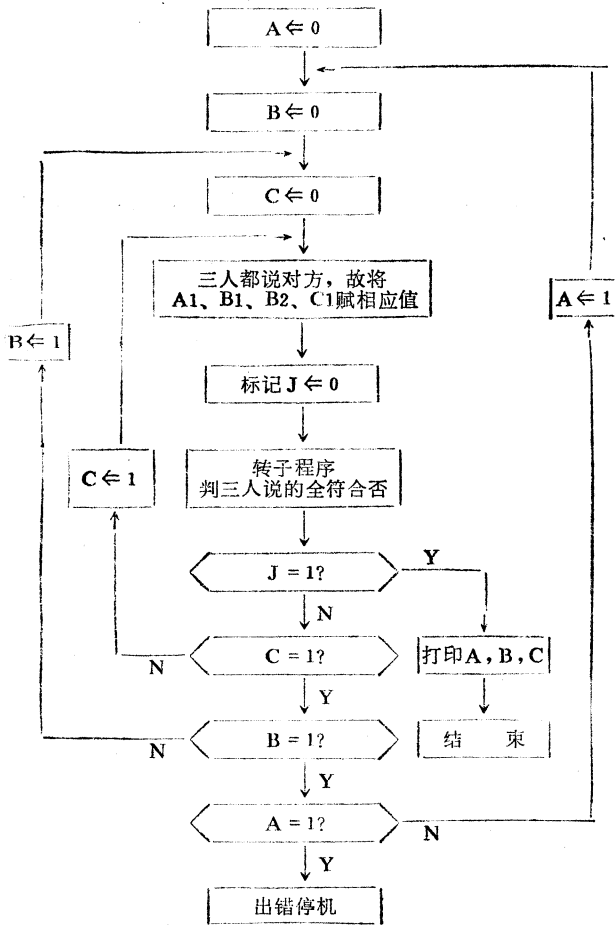 A⇐0
B⇐0
C⇐0
三人都说对方，故将
A1、B1、B2、C1赋相应值
A⇐1
B⇐1
标记J⇐0
转子程序
判三人说的全符合否
C⇐1
J=1?
Y
N
C=1?
N
打印A，B，C
Y
B=1?
N
结 束
Y
A=1?
N
Y
出错停机